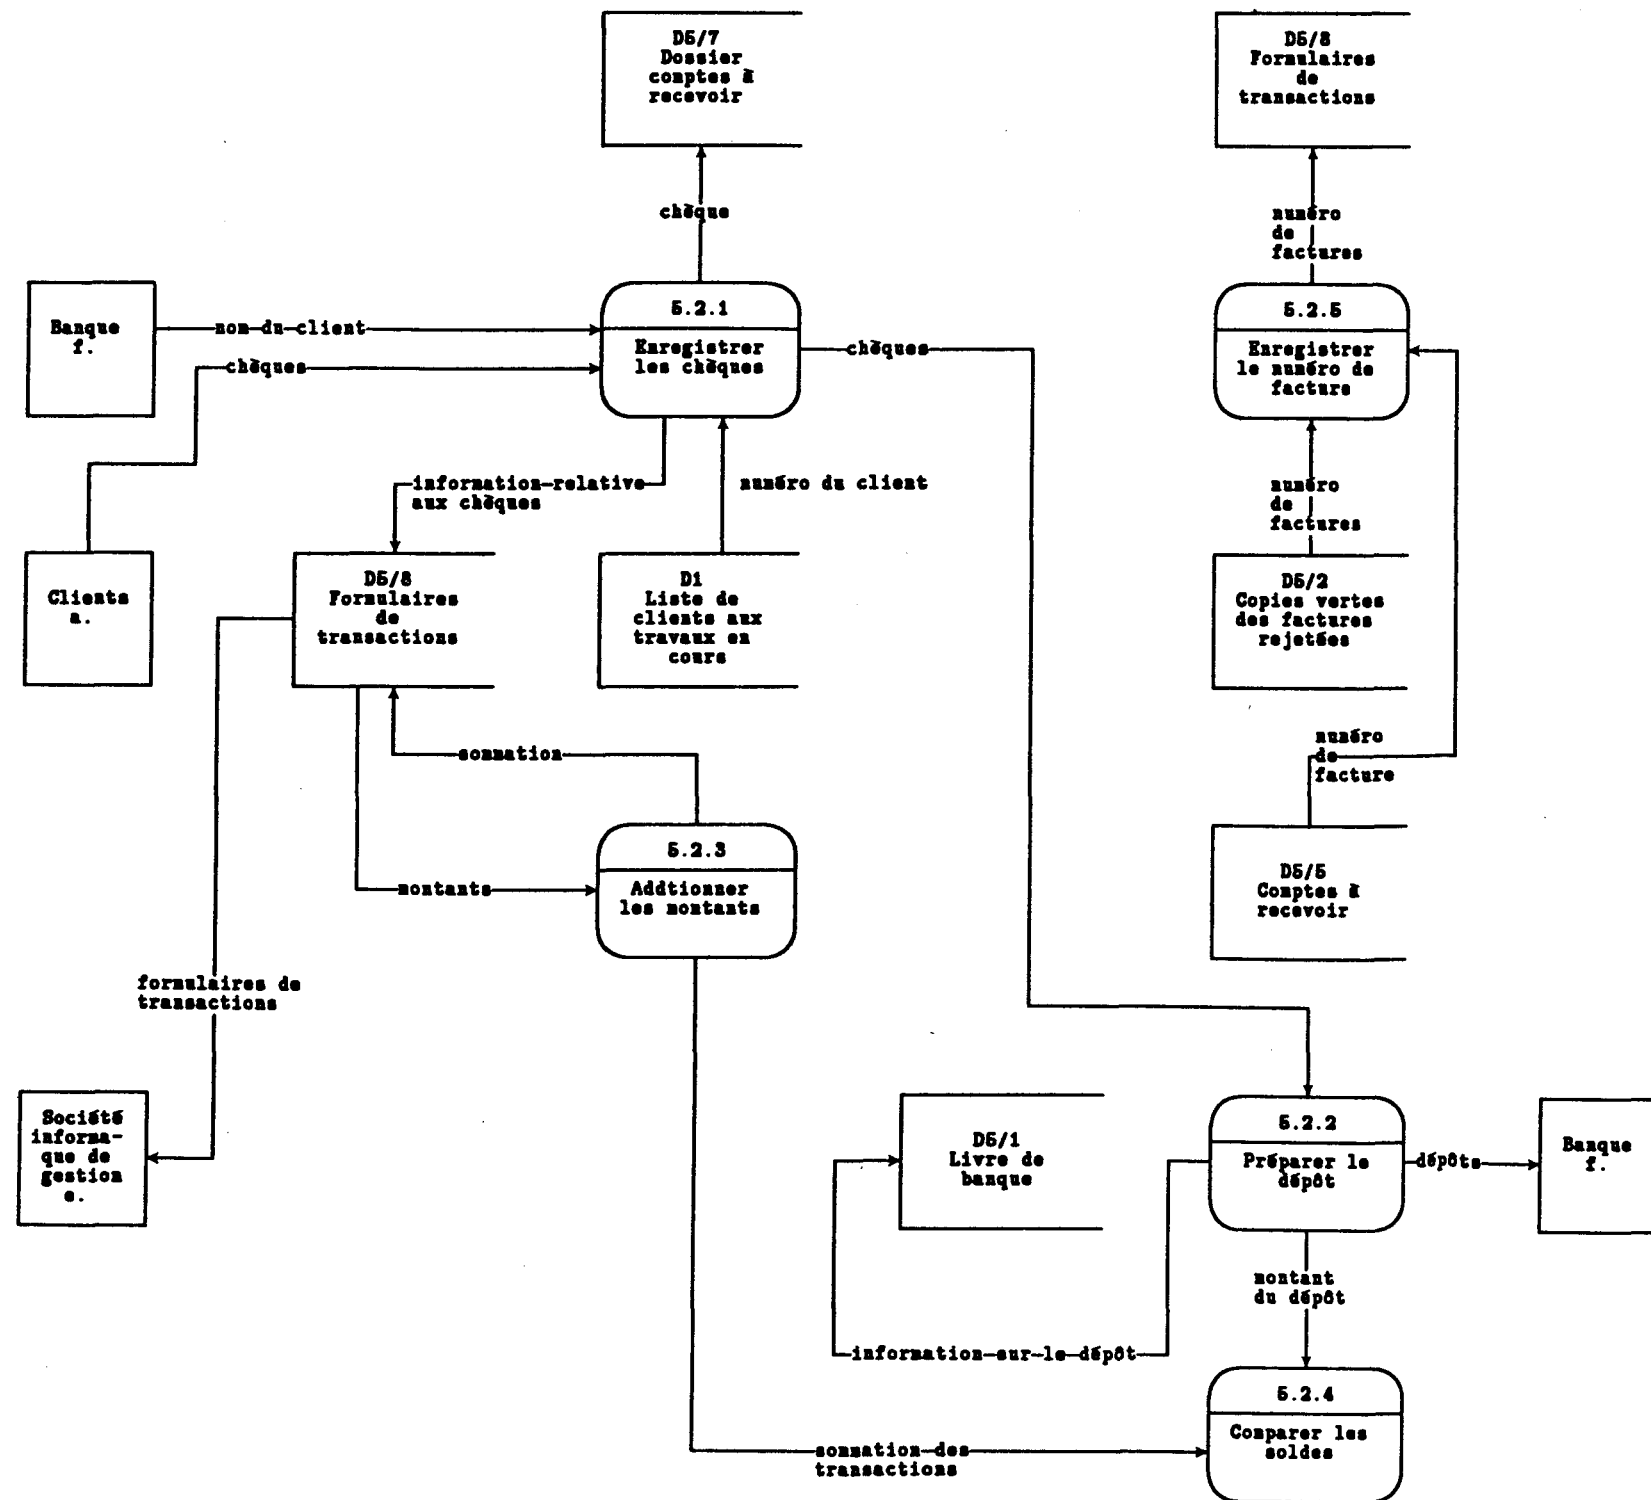 D5/7
Dossier
comptes à
recevoir
D5/8
Formulaires
de
transactions
chèque
numéro
de
factures
Banque
f.
nom du client
chèques
5.2.1
Enregistrer
les chèques
chèques
5.2.5
Enregistrer
le numéro de
facture
information relative
aux chèques
numéro du client
numéro
de
factures
Clients
a.
D5/8
Formulaires
de
transactions
D1
Liste de
clients aux
travaux en
cours
D5/2
Copies vertes
des factures
rejetées
sommation
numéro
de
facture
montants
5.2.3
Addtionner
les montants
D5/5
Comptes à
recevoir
formulaires de
transactions
Société
informa-
que de
gestion
e.
D5/1
Livre de
banque
5.2.2
Préparer le
dépôt
dépôts
Banque
f.
montant
du dépôt
information sur le dépôt
5.2.4
Comparer les
soldes
sommation des
transactions